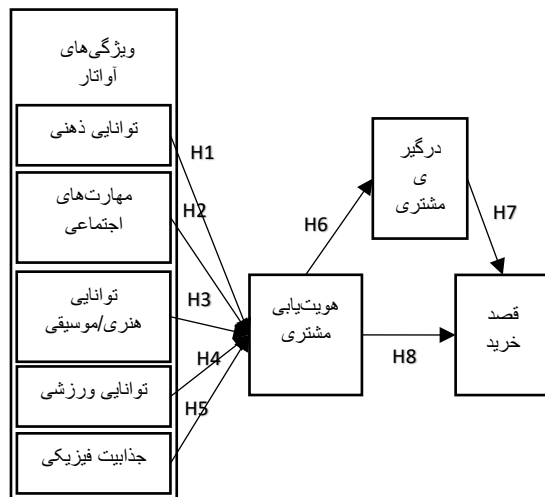 ویژگی‌های
آواتار
توانایی ذهنی
مهارت‌های
اجتماعی
توانایی
هنری/موسیقی
توانایی ورزشی
جذابیت فیزیکی
H1
H2
H3
H4
H5
هویت‌یابی
مشتری
H6
درگیر
ی
مشتری
H7
H8
قصد
خرید